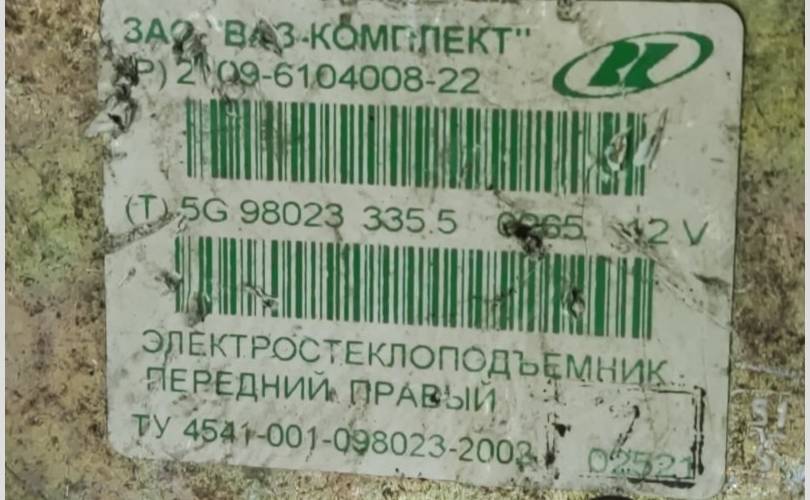 ЗАО "ВАЗ-КОМПЛЕКТ"
(P) 2109-6104008-22
(T) 5G 98023 335.5 0265 12 V
ЭЛЕКТРОСТЕКЛОПОДЪЕМНИК
ПЕРЕДНИЙ ПРАВЫЙ
ТУ 4541-001-098023-2003
02521